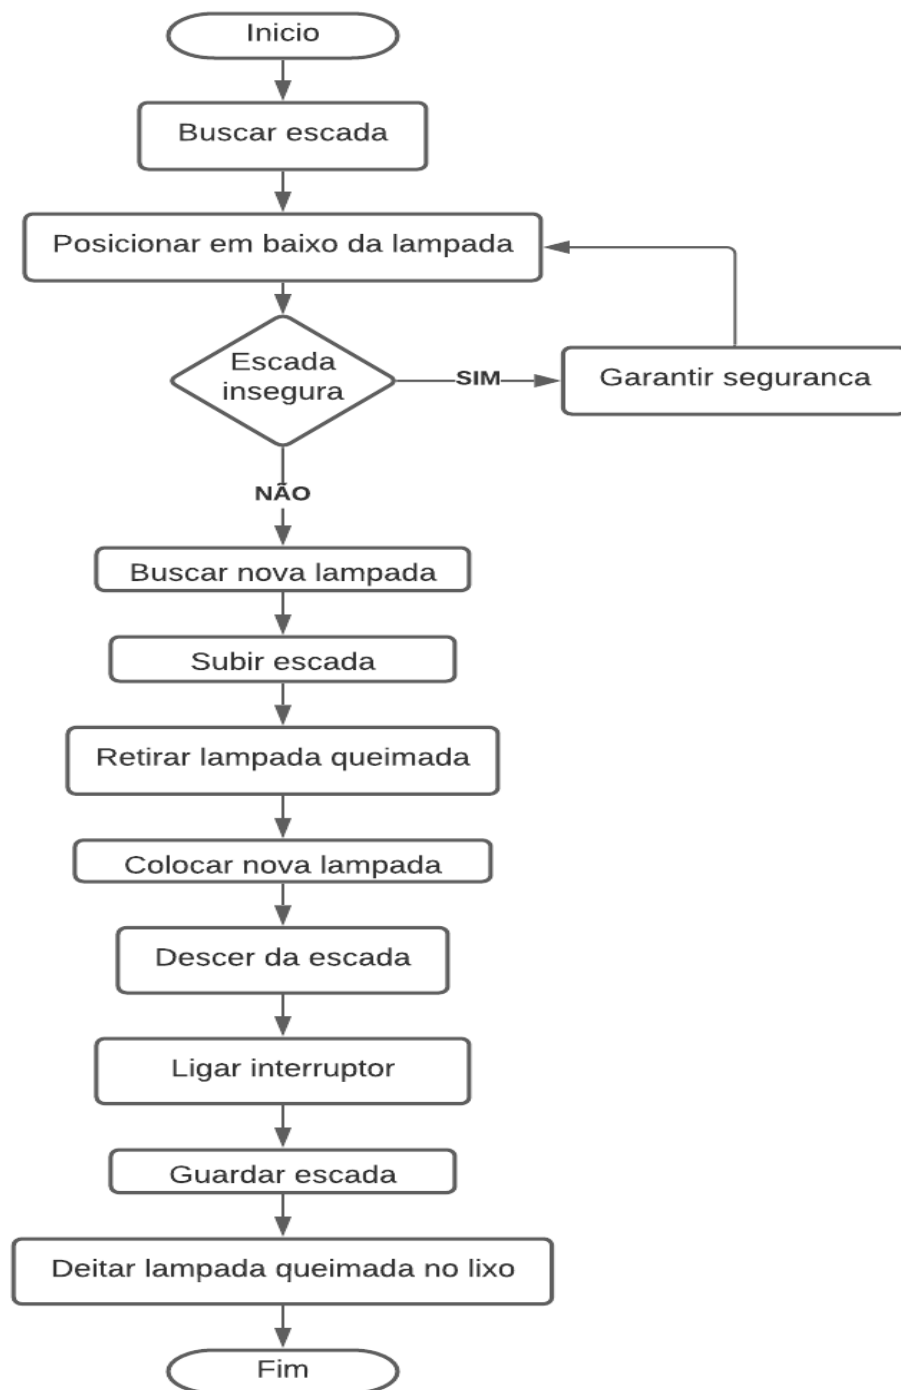 Inicio
Buscar escada
Posicionar em baixo da lampada
Escada
insegura
SIM
Garantir seguranca
NÃO
Buscar nova lampada
Subir escada
Retirar lampada queimada
Colocar nova lampada
Descer da escada
Ligar interruptor
Guardar escada
Deitar lampada queimada no lixo
Fim